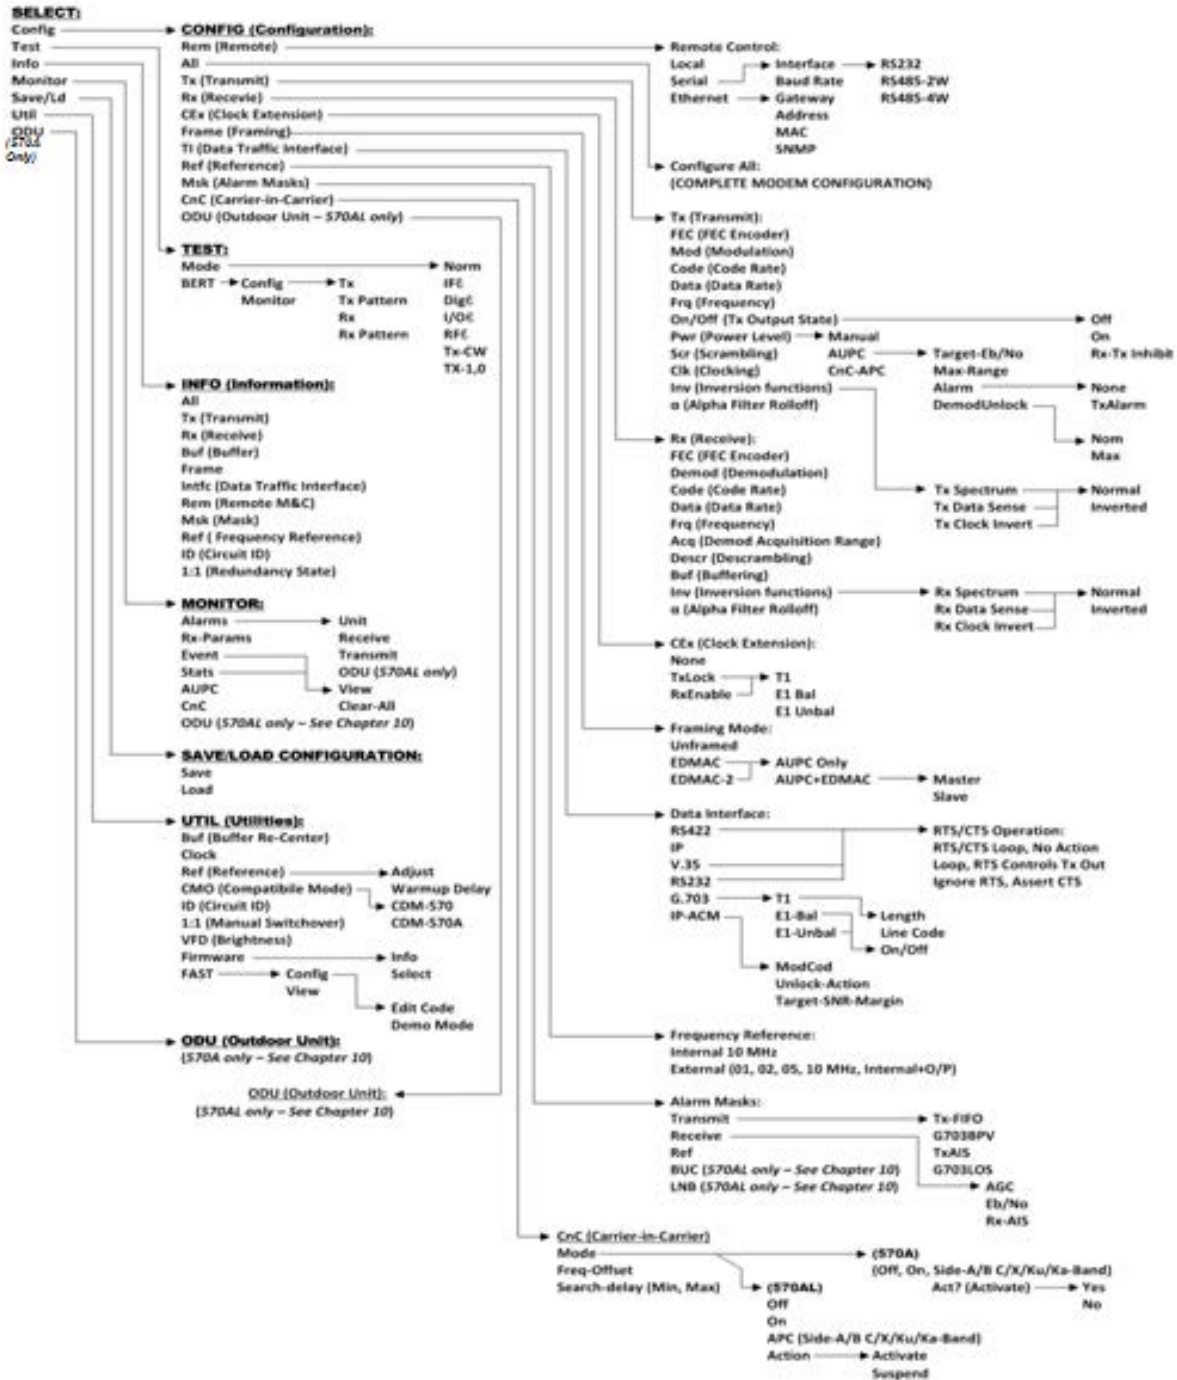 SELECT:
Config
Test
Info
Monitor
Save/Ld
Util
ODU
(570A
Only)
CONFIG (Configuration):
Rem (Remote)
All
Tx (Transmit)
Rx (Recevie)
CEx (Clock Extension)
Frame (Framing)
TI (Data Traffic Interface)
Ref (Reference)
Msk (Alarm Masks)
CnC (Carrier-in-Carrier)
ODU (Outdoor Unit – 570AL only)
TEST:
Mode
BERT
Config
Monitor
Tx
Tx Pattern
Rx
Rx Pattern
Norm
IF£
Dig£
I/O£
RF£
Tx-CW
TX-1,0
INFO (Information):
All
Tx (Transmit)
Rx (Receive)
Buf (Buffer)
Frame
Intfc (Data Traffic Interface)
Rem (Remote M&C)
Msk (Mask)
Ref ( Frequency Reference)
ID (Circuit ID)
1:1 (Redundancy State)
MONITOR:
Alarms
Rx-Params
Event
Stats
AUPC
CnC
ODU (570AL only – See Chapter 10)
Unit
Receive
Transmit
ODU (570AL only)
View
Clear-All
SAVE/LOAD CONFIGURATION:
Save
Load
UTIL (Utilities):
Buf (Buffer Re-Center)
Clock
Ref (Reference)
CMO (Compatibile Mode)
ID (Circuit ID)
1:1 (Manual Switchover)
VFD (Brightness)
Firmware
FAST
Adjust
Warmup Delay
CDM-570
CDM-570A
Info
Select
Config
View
Edit Code
Demo Mode
ODU (Outdoor Unit):
(570A only – See Chapter 10)
ODU (Outdoor Unit):
(570AL only – See Chapter 10)
Remote Control:
Local
Serial
Ethernet
Interface
Baud Rate
Gateway
Address
MAC
SNMP
RS232
RS485-2W
RS485-4W
Configure All:
(COMPLETE MODEM CONFIGURATION)
Tx (Transmit):
FEC (FEC Encoder)
Mod (Modulation)
Code (Code Rate)
Data (Data Rate)
Frq (Frequency)
On/Off (Tx Output State)
Pwr (Power Level)
Scr (Scrambling)
Clk (Clocking)
Inv (Inversion functions)
α (Alpha Filter Rolloff)
Manual
AUPC
CnC-APC
Off
On
Rx-Tx Inhibit
Target-Eb/No
Max-Range
Alarm
DemodUnlock
None
TxAlarm
Nom
Max
Tx Spectrum
Tx Data Sense
Tx Clock Invert
Normal
Inverted
Rx (Receive):
FEC (FEC Encoder)
Demod (Demodulation)
Code (Code Rate)
Data (Data Rate)
Frq (Frequency)
Acq (Demod Acquisition Range)
Descr (Descrambling)
Buf (Buffering)
Inv (Inversion functions)
α (Alpha Filter Rolloff)
Rx Spectrum
Rx Data Sense
Rx Clock Invert
Normal
Inverted
CEx (Clock Extension):
None
TxLock
RxEnable
T1
E1 Bal
E1 Unbal
Framing Mode:
Unframed
EDMAC
EDMAC-2
AUPC Only
AUPC+EDMAC
Master
Slave
Data Interface:
RS422
IP
V.35
RS232
G.703
IP-ACM
RTS/CTS Operation:
RTS/CTS Loop, No Action
Loop, RTS Controls Tx Out
Ignore RTS, Assert CTS
T1
E1-Bal
E1-Unbal
Length
Line Code
On/Off
ModCod
Unlock-Action
Target-SNR-Margin
Frequency Reference:
Internal 10 MHz
External (01, 02, 05, 10 MHz, Internal+O/P)
Alarm Masks:
Transmit
Receive
Ref
BUC (570AL only – See Chapter 10)
LNB (570AL only – See Chapter 10)
Tx-FIFO
G703BPV
TxAIS
G703LOS
AGC
Eb/No
Rx-AIS
CnC (Carrier-in-Carrier)
Mode
Freq-Offset
Search-delay (Min, Max)
(570A)
(Off, On, Side-A/B C/X/Ku/Ka-Band)
Act? (Activate)
Yes
No
(570AL)
Off
On
APC (Side-A/B C/X/Ku/Ka-Band)
Action
Activate
Suspend